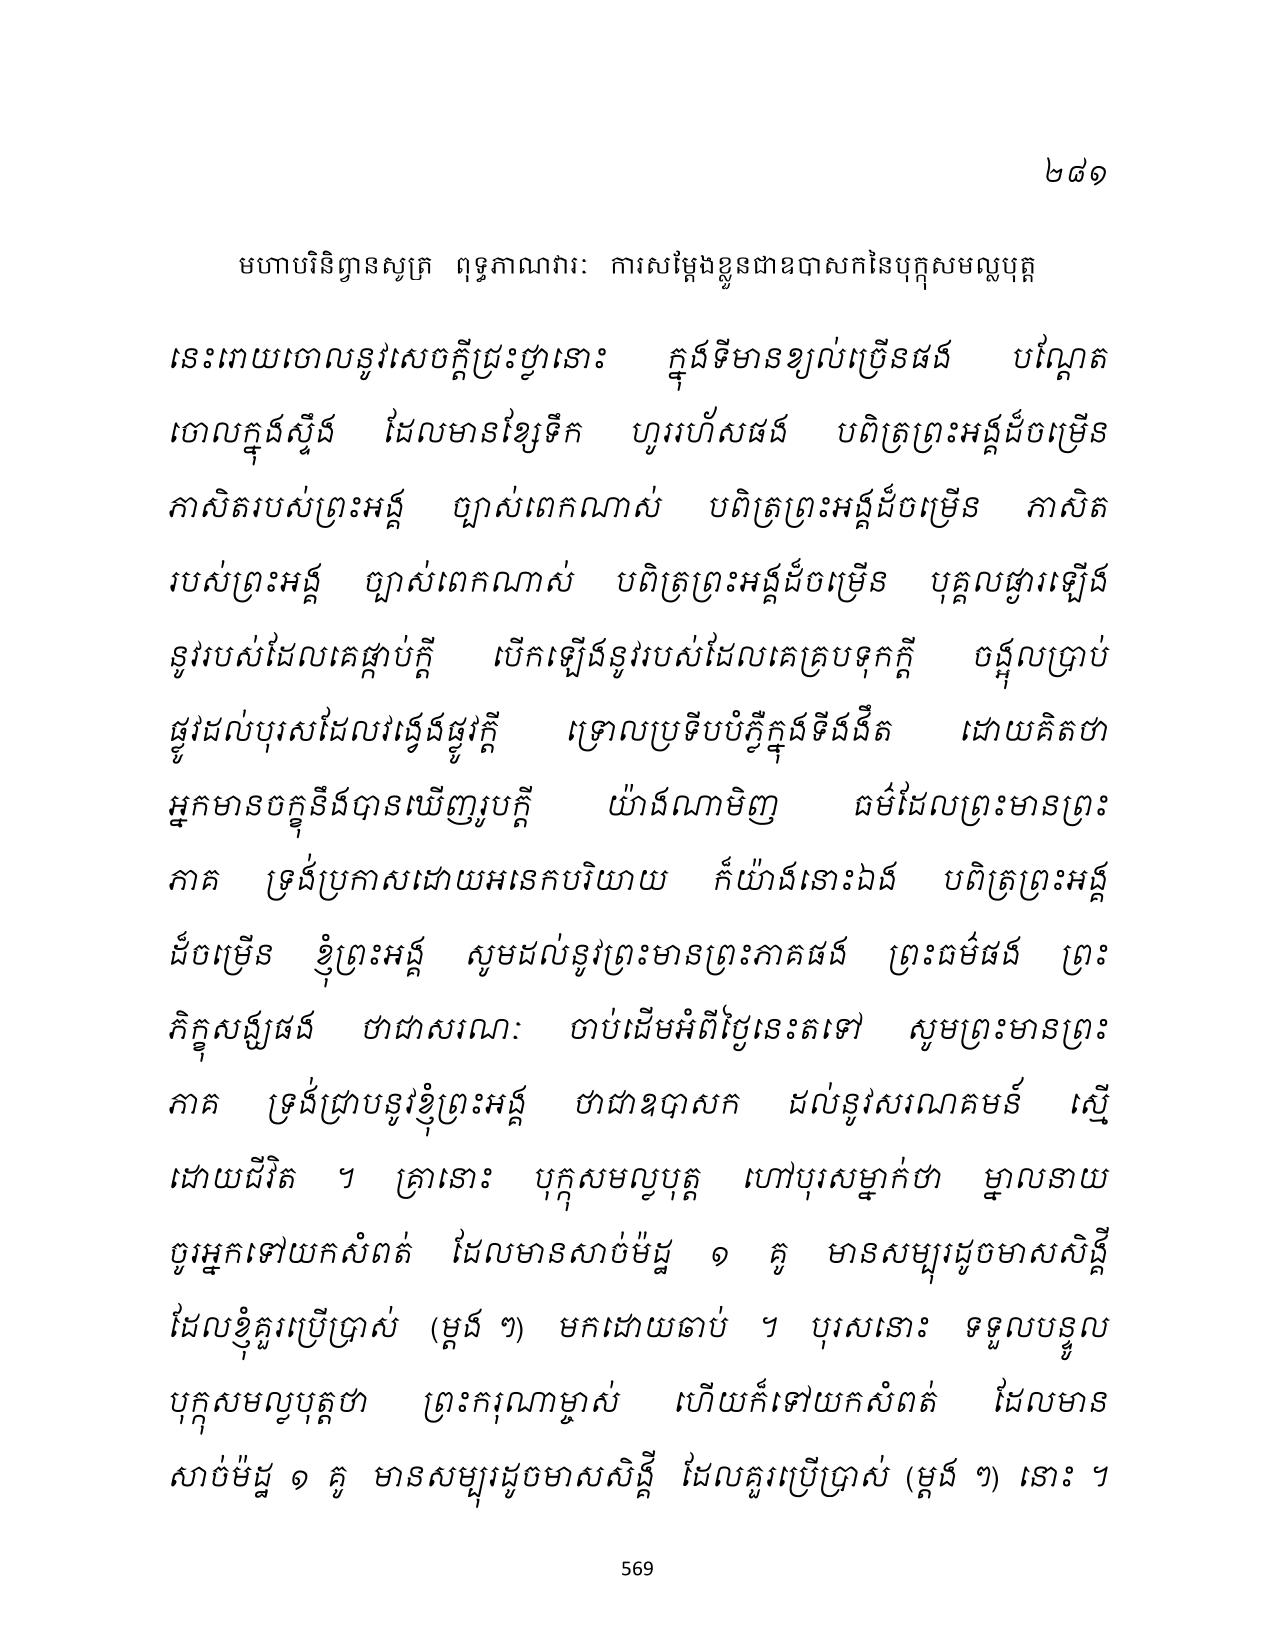 ២៨១
មហាបរិនិព្វានសូត្រ ពុទ្ធភាណវារៈ ការសម្ដែងខ្លួនជាឧបាសកនៃបុក្កុសមល្លបុត្ត
នេះរោយចោលនូវសេចក្ដីជ្រះថ្លានោះ ក្នុងទីមានខ្យល់ច្រើនផង បណ្ដែត
ចោលក្នុងស្ទឹង ដែលមានខ្សែទឹក ហូររហ័សផង បពិត្រព្រះអង្គដ៏ចម្រើន
ភាសិតរបស់ព្រះអង្គ ច្បាស់ពេកណាស់ បពិត្រព្រះអង្គដ៏ចម្រើន ភាសិត
របស់ព្រះអង្គ ច្បាស់ពេកណាស់ បពិត្រព្រះអង្គដ៏ចម្រើន បុគ្គលផ្ងារឡើង
នូវរបស់ដែលគេផ្កាប់ក្ដី បើកឡើងនូវរបស់ដែលគេគ្របទុកក្ដី ចង្អុលប្រាប់
ផ្លូវដល់បុរសដែលវង្វេងផ្លូវក្ដី ទ្រោលប្រទីបបំភ្លឺក្នុងទីងងឹត ដោយគិតថា
អ្នកមានចក្ខុនឹងបានឃើញរូបក្ដី យ៉ាងណាមិញ ធម៌ដែលព្រះមានព្រះ
ភាគ ទ្រង់ប្រកាសដោយអនេកបរិយាយ ក៏យ៉ាងនោះឯង បពិត្រព្រះអង្គ
ដ៏ចម្រើន ខ្ញុំព្រះអង្គ សូមដល់នូវព្រះមានព្រះភាគផង ព្រះធម៌ផង ព្រះ
ភិក្ខុសង្ឃផង ថាជាសរណៈ ចាប់ដើមអំពីថ្ងៃនេះតទៅ សូមព្រះមានព្រះ
ភាគ ទ្រង់ជ្រាបនូវខ្ញុំព្រះអង្គ ថាជាឧបាសក ដល់នូវសរណគមន៍ ស្មើ
ដោយជីវិត ។ គ្រានោះ បុក្កុសមល្លបុត្ត ហៅបុរសម្នាក់ថា ម្នាលនាយ
ចូរអ្នកទៅយកសំពត់ ដែលមានសាច់ម៉ដ្ឋ ១ គូ មានសម្បុរដូចមាសសិង្គី
ដែលខ្ញុំគួរប្រើប្រាស់ (ម្ដង ៗ) មកដោយឆាប់ ។ បុរសនោះ ទទួលបន្ទូល
បុក្កុសមល្លបុត្តថា ព្រះករុណាម្ចាស់ ហើយក៏ទៅយកសំពត់ ដែលមាន
សាច់ម៉ដ្ឋ ១ គូ មានសម្បុរដូចមាសសិង្គី ដែលគួរប្រើប្រាស់ (ម្ដង ៗ) នោះ ។
569